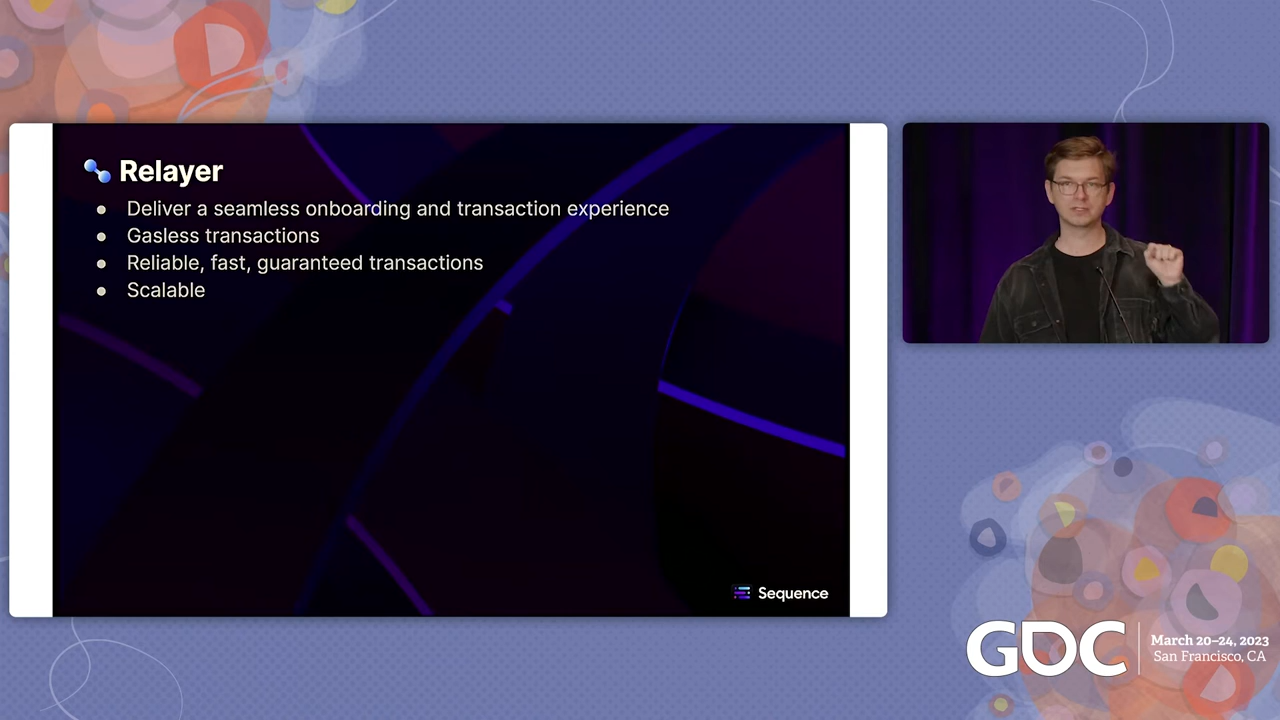 Relayer
Deliver a seamless onboarding and transaction experience
Gasless transactions
Reliable, fast, guaranteed transactions
Scalable
Sequence
GDC
March 20–24, 2023
San Francisco, CA